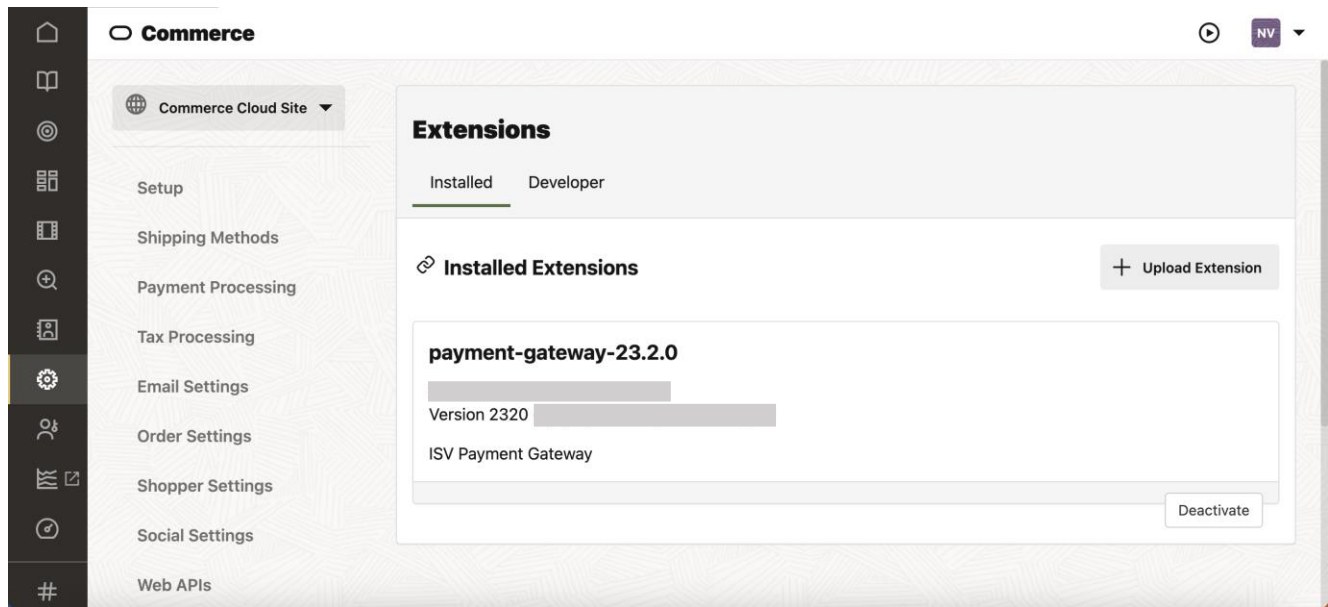 Commerce
NV
Commerce Cloud Site
Setup
Shipping Methods
Payment Processing
Tax Processing
Email Settings
Order Settings
Shopper Settings
Social Settings
Web APIs
Extensions
Installed Developer
Installed Extensions
Upload Extension
payment-gateway-23.2.0
Version 2320
ISV Payment Gateway
Deactivate